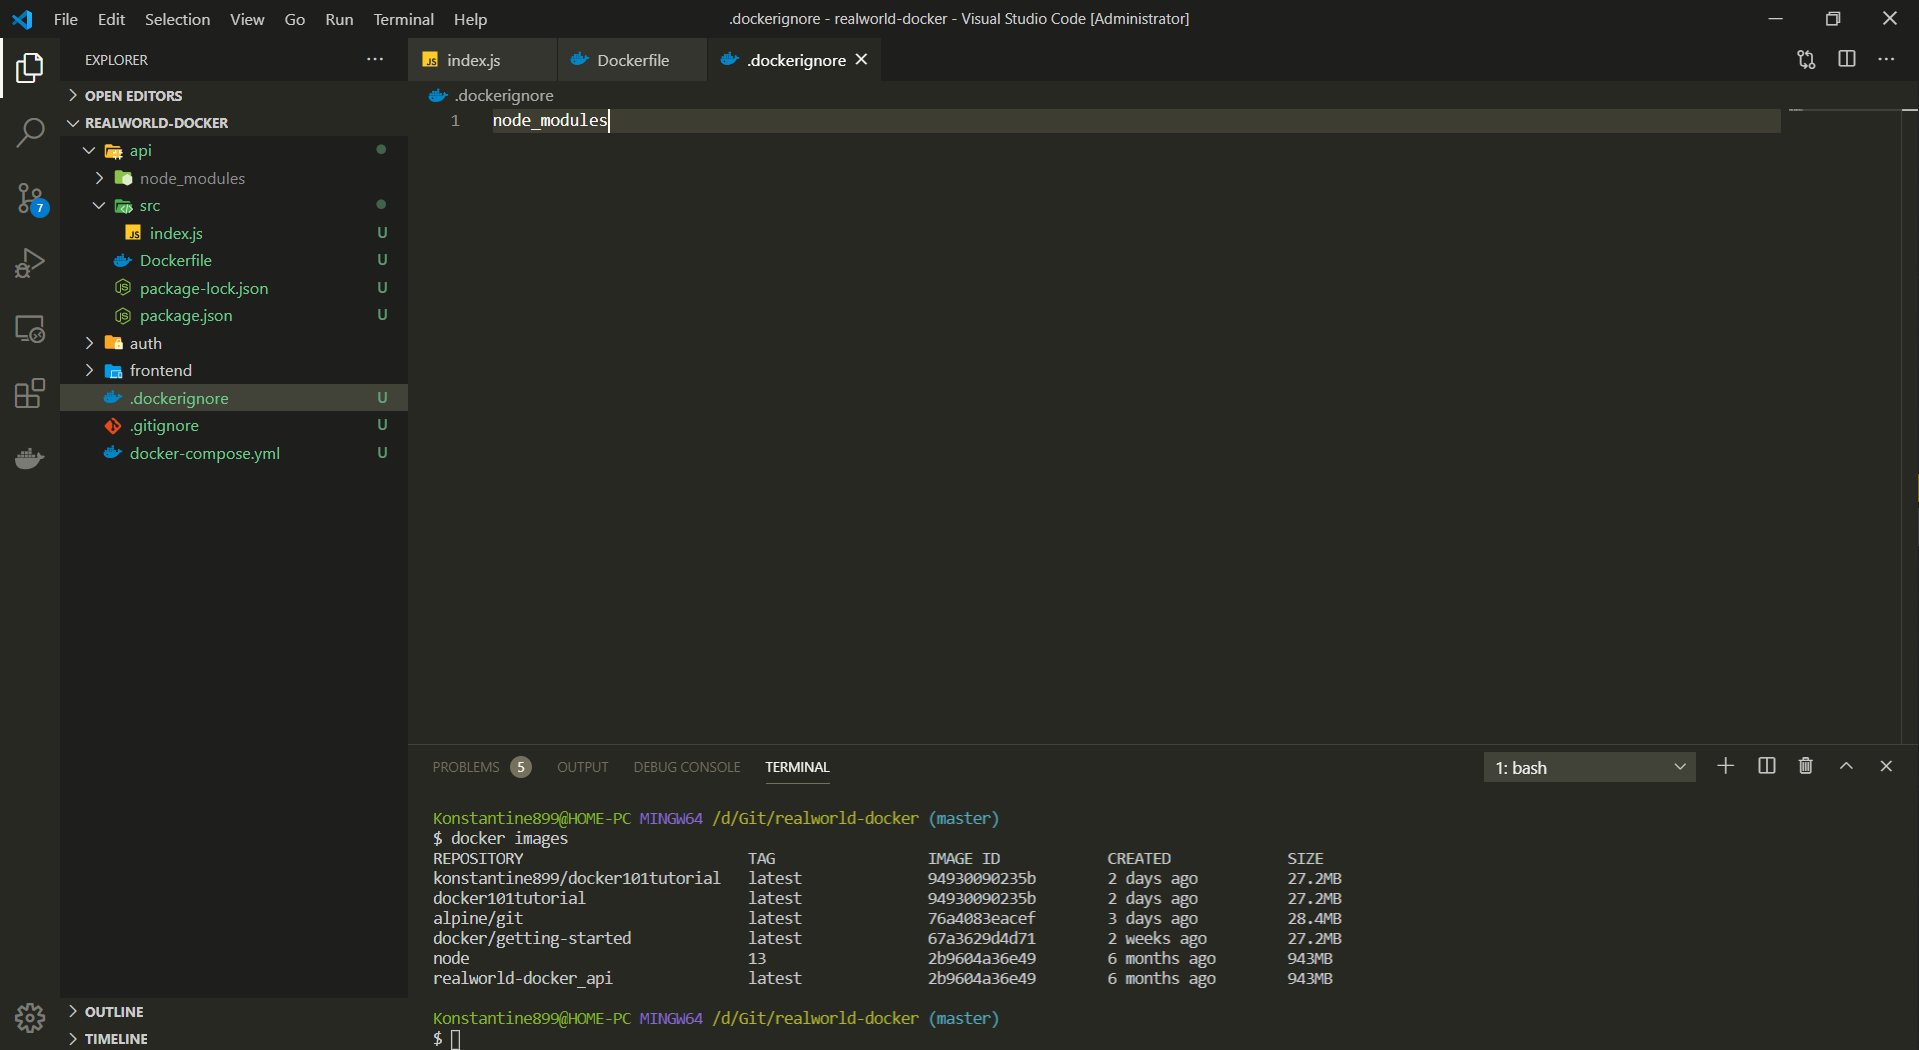 File Edit Selection View Go Run Terminal Help
.dockerignore - realworld-docker - Visual Studio Code [Administrator]
EXPLORER
index.js
Dockerfile
.dockerignore
OPEN EDITORS
REALWORLD-DOCKER
api
node_modules
src
index.js U
Dockerfile U
package-lock.json U
package.json U
auth
frontend
.dockerignore U
.gitignore U
docker-compose.yml U
OUTLINE
TIMELINE
7
.dockerignore
1 node_modules
PROBLEMS 5 OUTPUT DEBUG CONSOLE TERMINAL 1: bash
Konstantine899@HOME-PC MINGW64 /d/Git/realworld-docker (master)
$ docker images
REPOSITORY TAG IMAGE ID CREATED SIZE
konstantine899/docker101tutorial latest 94930090235b 2 days ago 27.2MB
docker101tutorial latest 94930090235b 2 days ago 27.2MB
alpine/git latest 76a4083eacef 3 days ago 28.4MB
docker/getting-started latest 67a3629d4d71 2 weeks ago 27.2MB
node 13 2b9604a36e49 6 months ago 943MB
realworld-docker_api latest 2b9604a36e49 6 months ago 943MB
Konstantine899@HOME-PC MINGW64 /d/Git/realworld-docker (master)
$